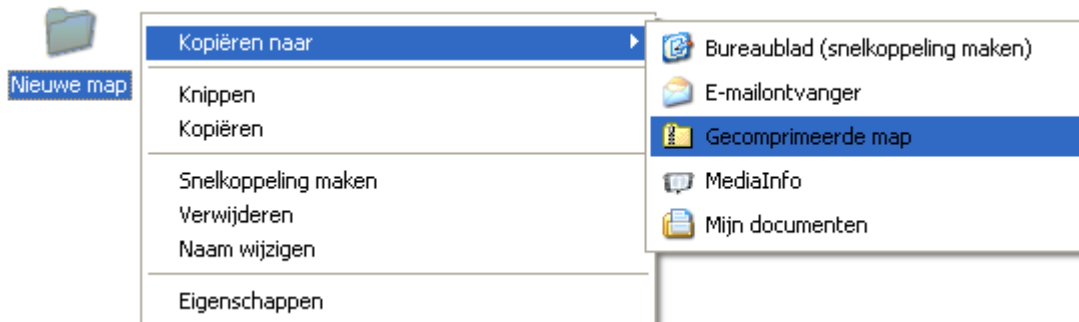 Nieuwe map
Kopiëren naar
Knippen
Kopiëren
Snelkoppeling maken
Verwijderen
Naam wijzigen
Eigenschappen
Bureaublad (snelkoppeling maken)
E-mailontvanger
Gecomprimeerde map
MediaInfo
Mijn documenten